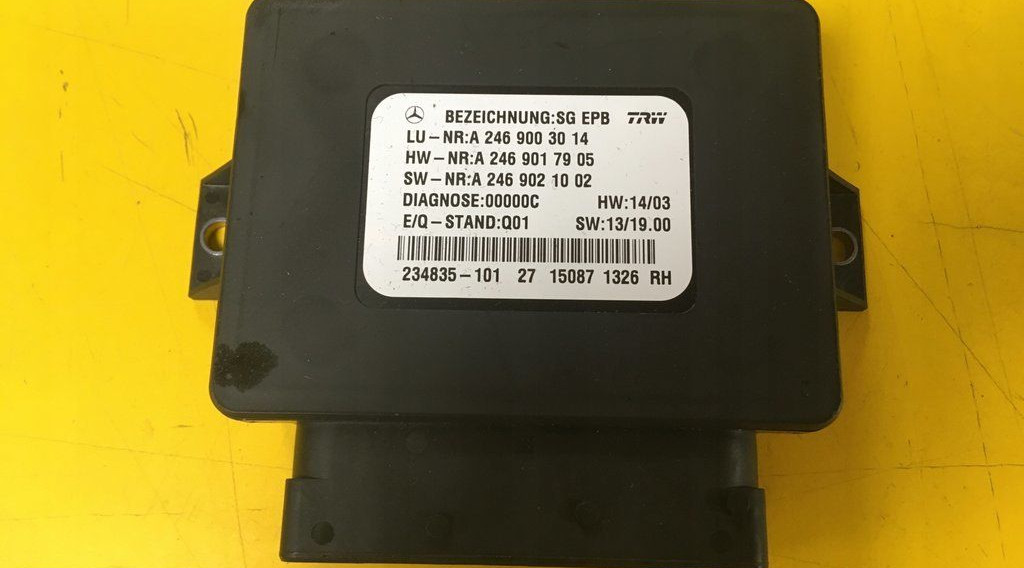 BEZEICHNUNG:SG EPB TRW
LU-NR:A 246 900 30 14
HW-NR:A 246 901 79 05
SW-NR:A 246 902 10 02
DIAGNOSE:00000C HW:14/03
E/Q-STAND:Q01 SW:13/19.00
234835-101 27 15087 1326 RH